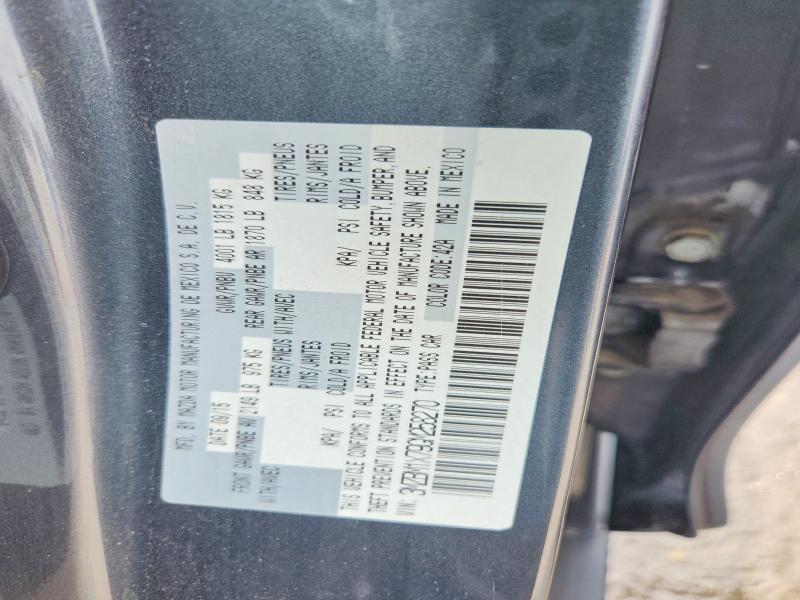 MFD. BY MAZDA MOTOR MANUFACTURING DE MEXICO S.A. DE C.V.
DATE 09/15 GVWR/PNBV 4001 LB 1815 KG
FRONT GAWR/PNBE AV 2149 LB 975 KG REAR GAWR/PNBE AR 1870 LB 848 KG
WITH/AVEC TIRES/PNEUS WITH/AVEC TIRES/PNEUS
RIMS/JANTES RIMS/JANTES
KPA/ PSI COLD/A FROID KPA/ PSI COLD/A FROID
THIS VEHICLE CONFORMS TO ALL APPLICABLE FEDERAL MOTOR VEHICLE SAFETY, BUMPER, AND
THEFT PREVENTION STANDARDS IN EFFECT ON THE DATE OF MANUFACTURE SHOWN ABOVE.
VIN: TYPE:PASS CAR COLOR CODE:42A MADE IN MEXICO